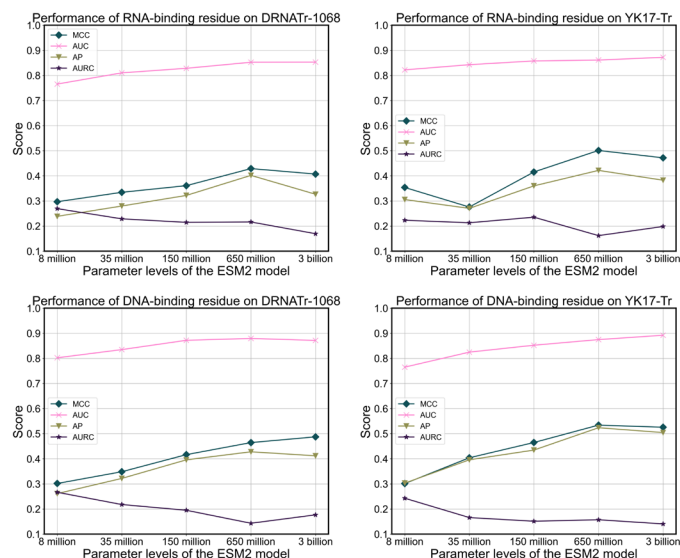 Performance of RNA-binding residue on DRNATr-1068
1.0
0.9
0.8
0.7
0.6
0.5
0.4
0.3
0.2
0.1
Score
MCC
AUC
AP
AURC
8 million 35 million 150 million 650 million 3 billion
Parameter levels of the ESM2 model
Performance of RNA-binding residue on YK17-Tr
1.0
0.9
0.8
0.7
0.6
0.5
0.4
0.3
0.2
0.1
Score
MCC
AUC
AP
AURC
8 million 35 million 150 million 650 million 3 billion
Parameter levels of the ESM2 model
Performance of DNA-binding residue on DRNATr-1068
1.0
0.9
0.8
0.7
0.6
0.5
0.4
0.3
0.2
0.1
Score
MCC
AUC
AP
AURC
8 million 35 million 150 million 650 million 3 billion
Parameter levels of the ESM2 model
Performance of DNA-binding residue on YK17-Tr
1.0
0.9
0.8
0.7
0.6
0.5
0.4
0.3
0.2
0.1
Score
MCC
AUC
AP
AURC
8 million 35 million 150 million 650 million 3 billion
Parameter levels of the ESM2 model